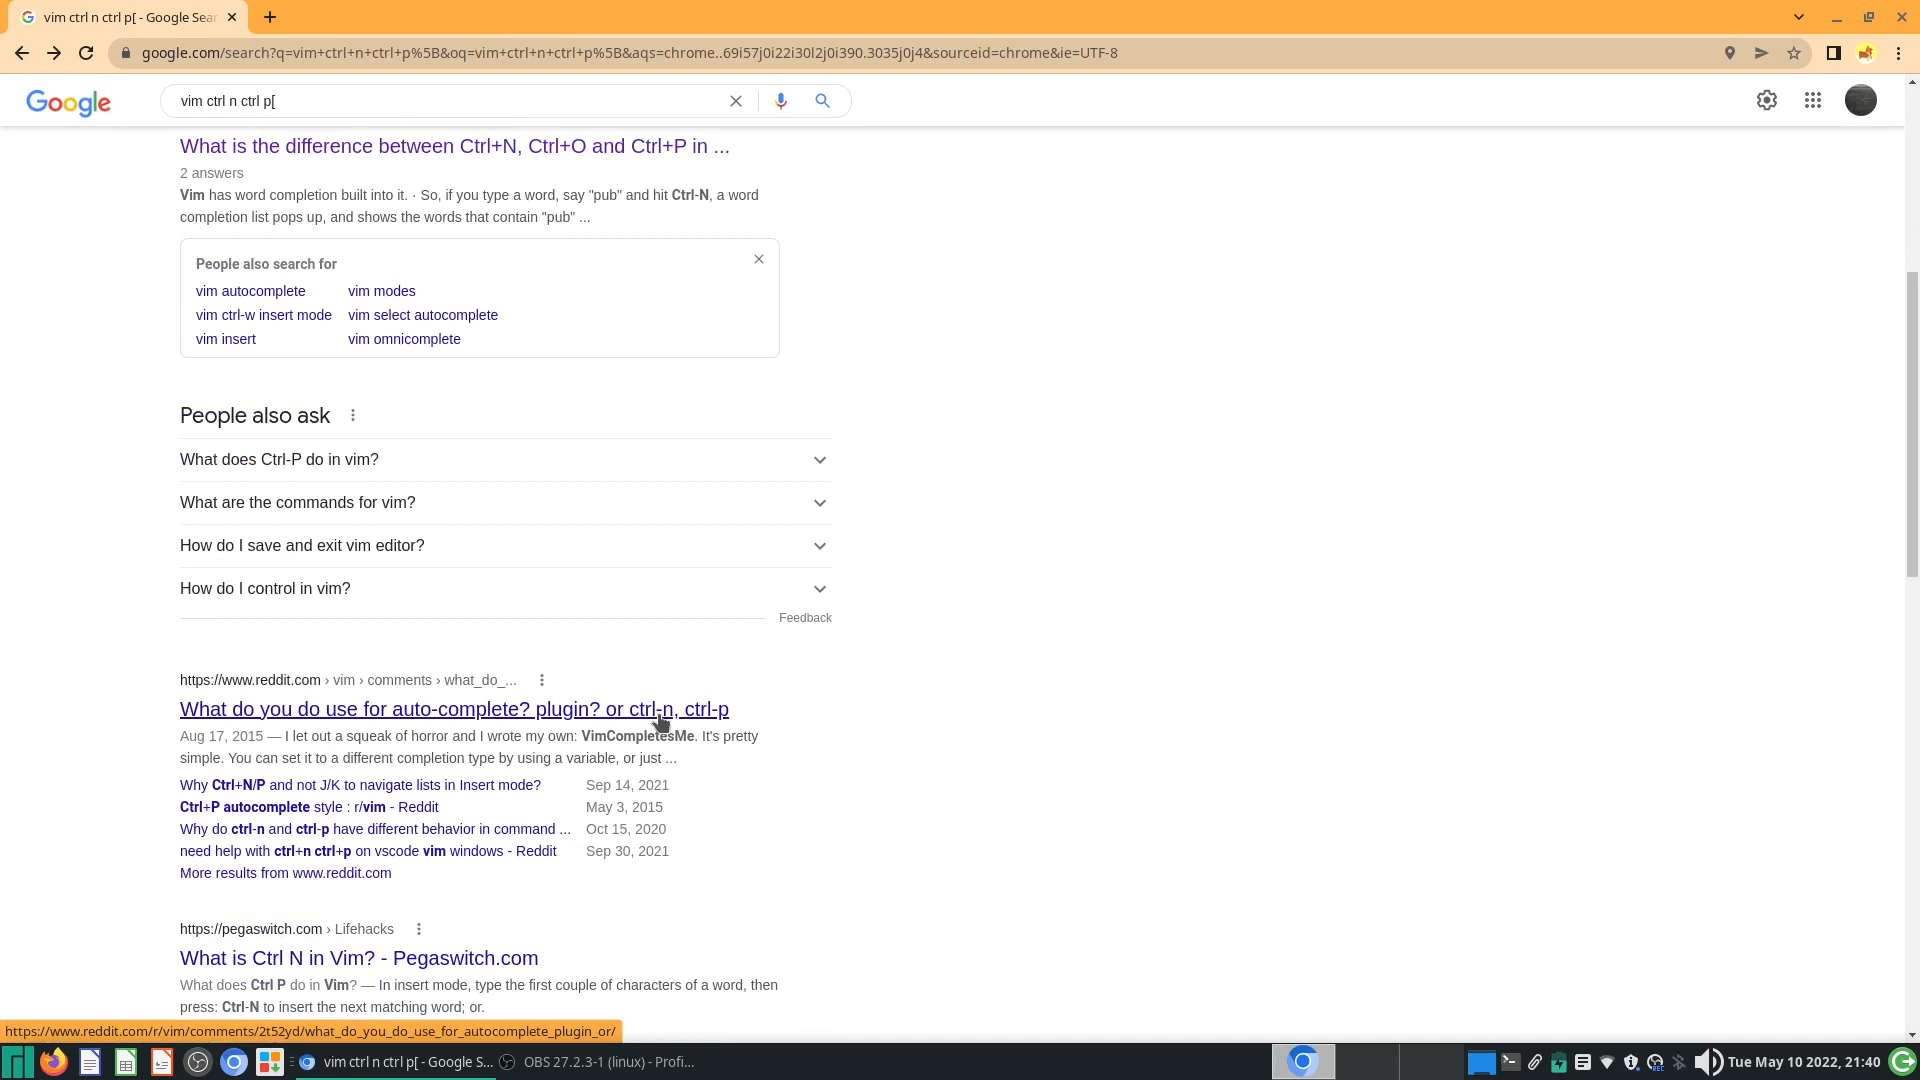 vim ctrl n ctrl p[ - Google Sear
google.com/search?q=vim+ctrl+n+ctrl+p%5B&oq=vim+ctrl+n+ctrl+p%5B&aqs=chrome..69i57j0i22i30l2j0i390.3035j0j4&sourceid=chrome&ie=UTF-8
Google
vim ctrl n ctrl p[
What is the difference between Ctrl+N, Ctrl+O and Ctrl+P in ...
2 answers
Vim has word completion built into it. · So, if you type a word, say "pub" and hit Ctrl-N, a word
completion list pops up, and shows the words that contain "pub" ...
People also search for
vim autocomplete
vim modes
vim ctrl-w insert mode
vim select autocomplete
vim insert
vim omnicomplete
People also ask
What does Ctrl-P do in vim?
What are the commands for vim?
How do I save and exit vim editor?
How do I control in vim?
Feedback
https://www.reddit.com › vim › comments › what_do_...
What do you do use for auto-complete? plugin? or ctrl-n, ctrl-p
Aug 17, 2015 — I let out a squeak of horror and I wrote my own: VimCompletesMe. It's pretty
simple. You can set it to a different completion type by using a variable, or just ...
Why Ctrl+N/P and not J/K to navigate lists in Insert mode? Sep 14, 2021
Ctrl+P autocomplete style : r/vim - Reddit May 3, 2015
Why do ctrl-n and ctrl-p have different behavior in command ... Oct 15, 2020
need help with ctrl+n ctrl+p on vscode vim windows - Reddit Sep 30, 2021
More results from www.reddit.com
https://pegaswitch.com › Lifehacks
What is Ctrl N in Vim? - Pegaswitch.com
What does Ctrl P do in Vim? — In insert mode, type the first couple of characters of a word, then
press: Ctrl-N to insert the next matching word; or.
https://www.reddit.com/r/vim/comments/2t52yd/what_do_you_do_use_for_autocomplete_plugin_or/
vim ctrl n ctrl p[ - Google S...
OBS 27.2.3-1 (linux) - Profi...
Tue May 10 2022, 21:40